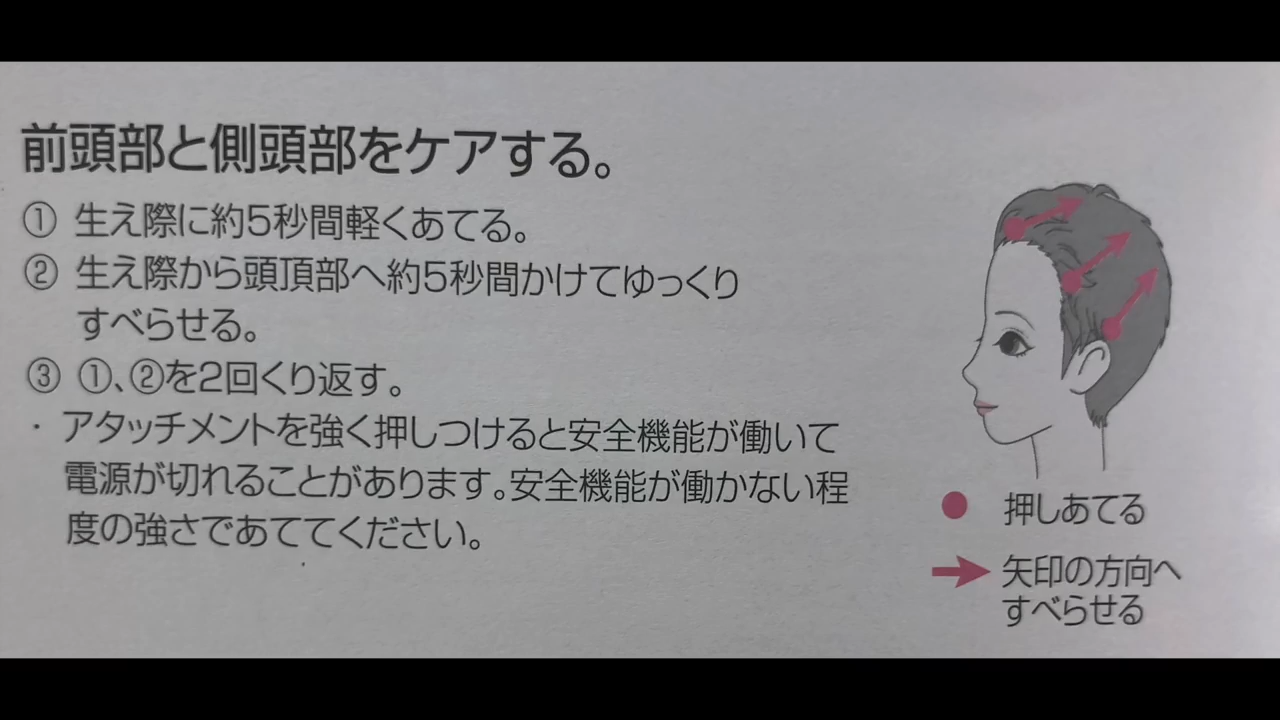 前頭部と側頭部をケアする。
① 生え際に約5秒間軽くあてる。
② 生え際から頭頂部へ約5秒間かけてゆっくり
すべらせる。
③ ①、②を2回くり返す。
・ アタッチメントを強く押しつけると安全機能が働いて
電源が切れることがあります。安全機能が働かない程
度の強さであててください。
押しあてる
矢印の方向へ
すべらせる